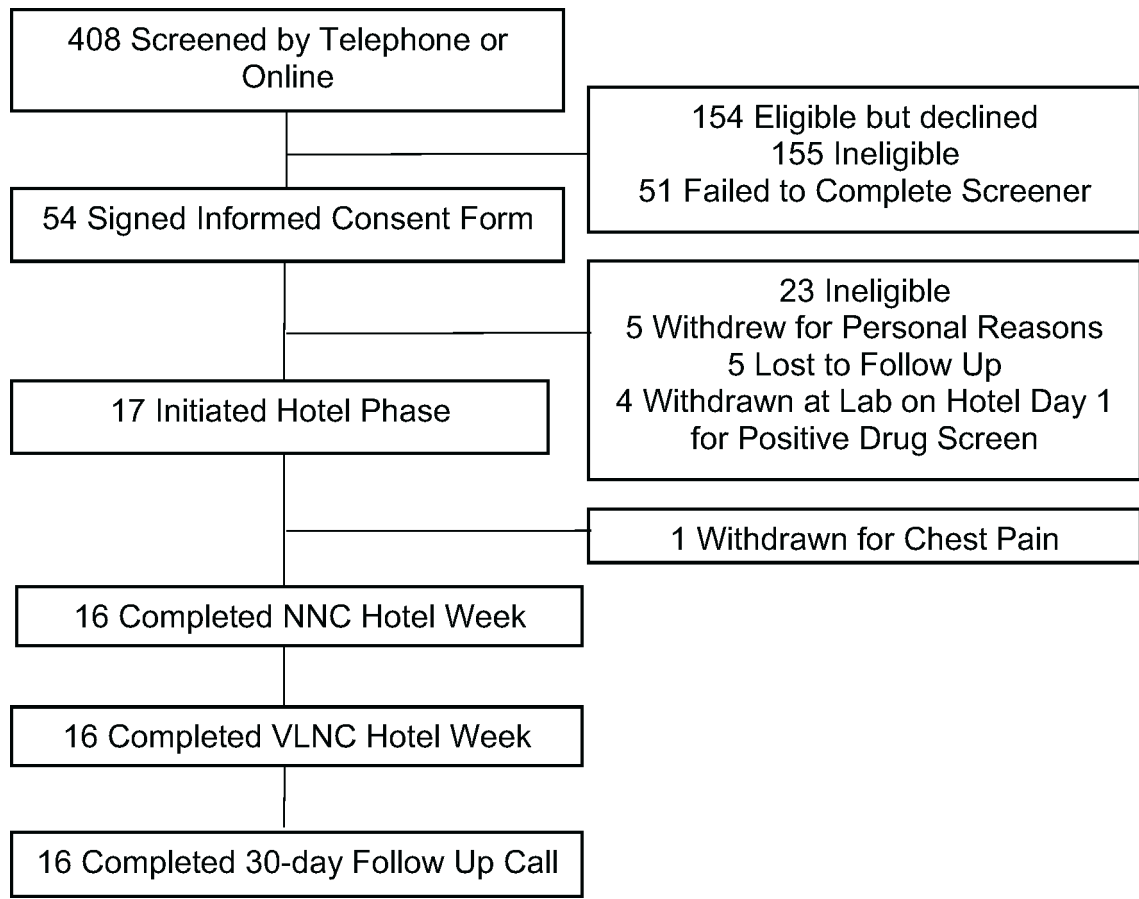 408 Screened by Telephone or
Online
154 Eligible but declined
155 Ineligible
51 Failed to Complete Screener
54 Signed Informed Consent Form
23 Ineligible
5 Withdrew for Personal Reasons
5 Lost to Follow Up
4 Withdrawn at Lab on Hotel Day 1
for Positive Drug Screen
17 Initiated Hotel Phase
1 Withdrawn for Chest Pain
16 Completed NNC Hotel Week
16 Completed VLNC Hotel Week
16 Completed 30-day Follow Up Call